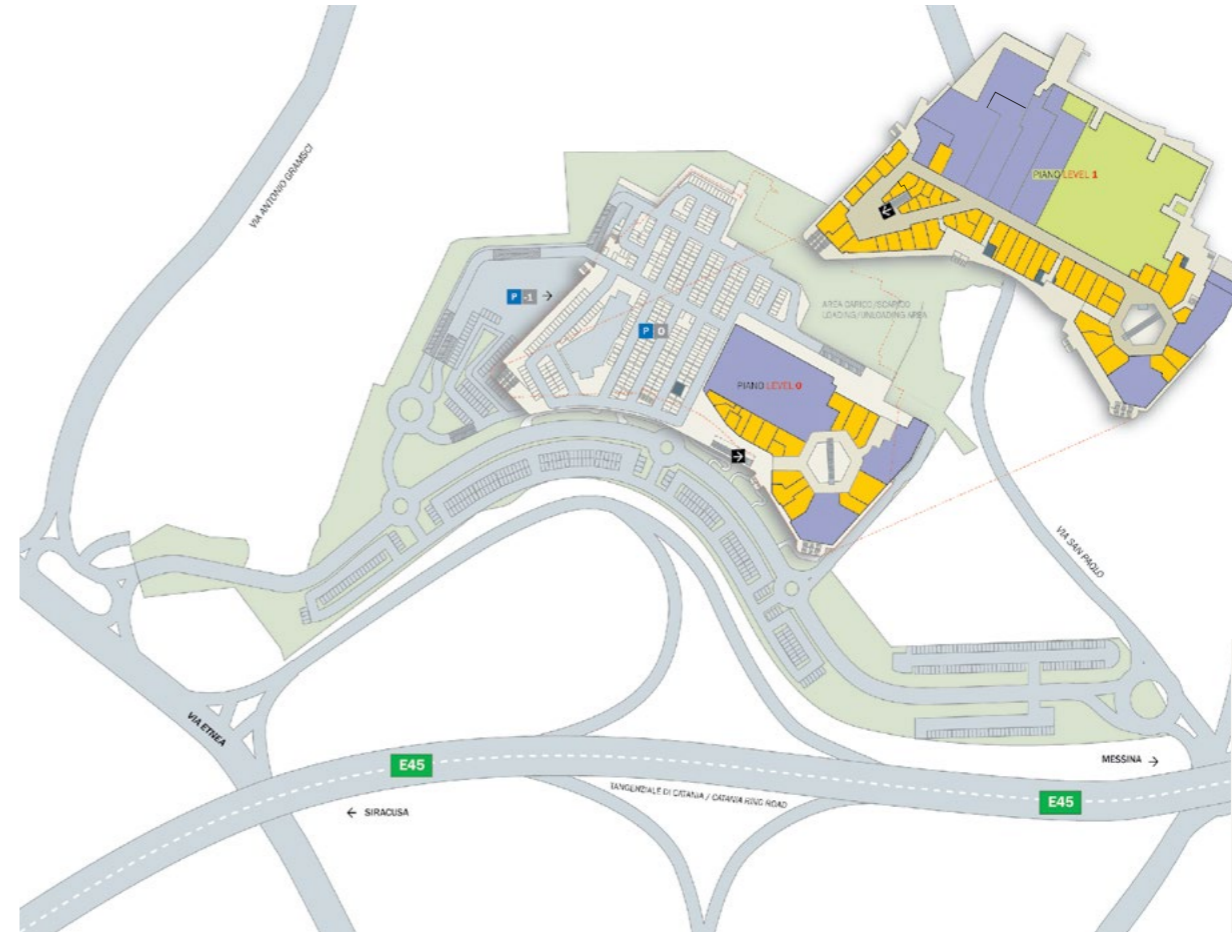 VIA ANTONIO GRAMSCI
PIANO LEVEL 1
P -1 →
AREA CARICO/SCARICO
LOADING/UNLOADING AREA
P 0
PIANO LEVEL 0
VIA SAN PAOLO
VIA ETNEA
MESSINA →
E45
TANGENZIALE DI CATANIA / CATANIA RING ROAD
E45
← SIRACUSA